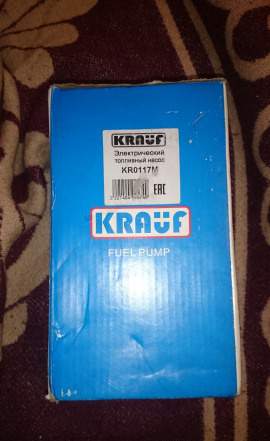 KRAUF
Электрический
топливный насос
KR0117M
EAC
KRAUF
FUEL PUMP